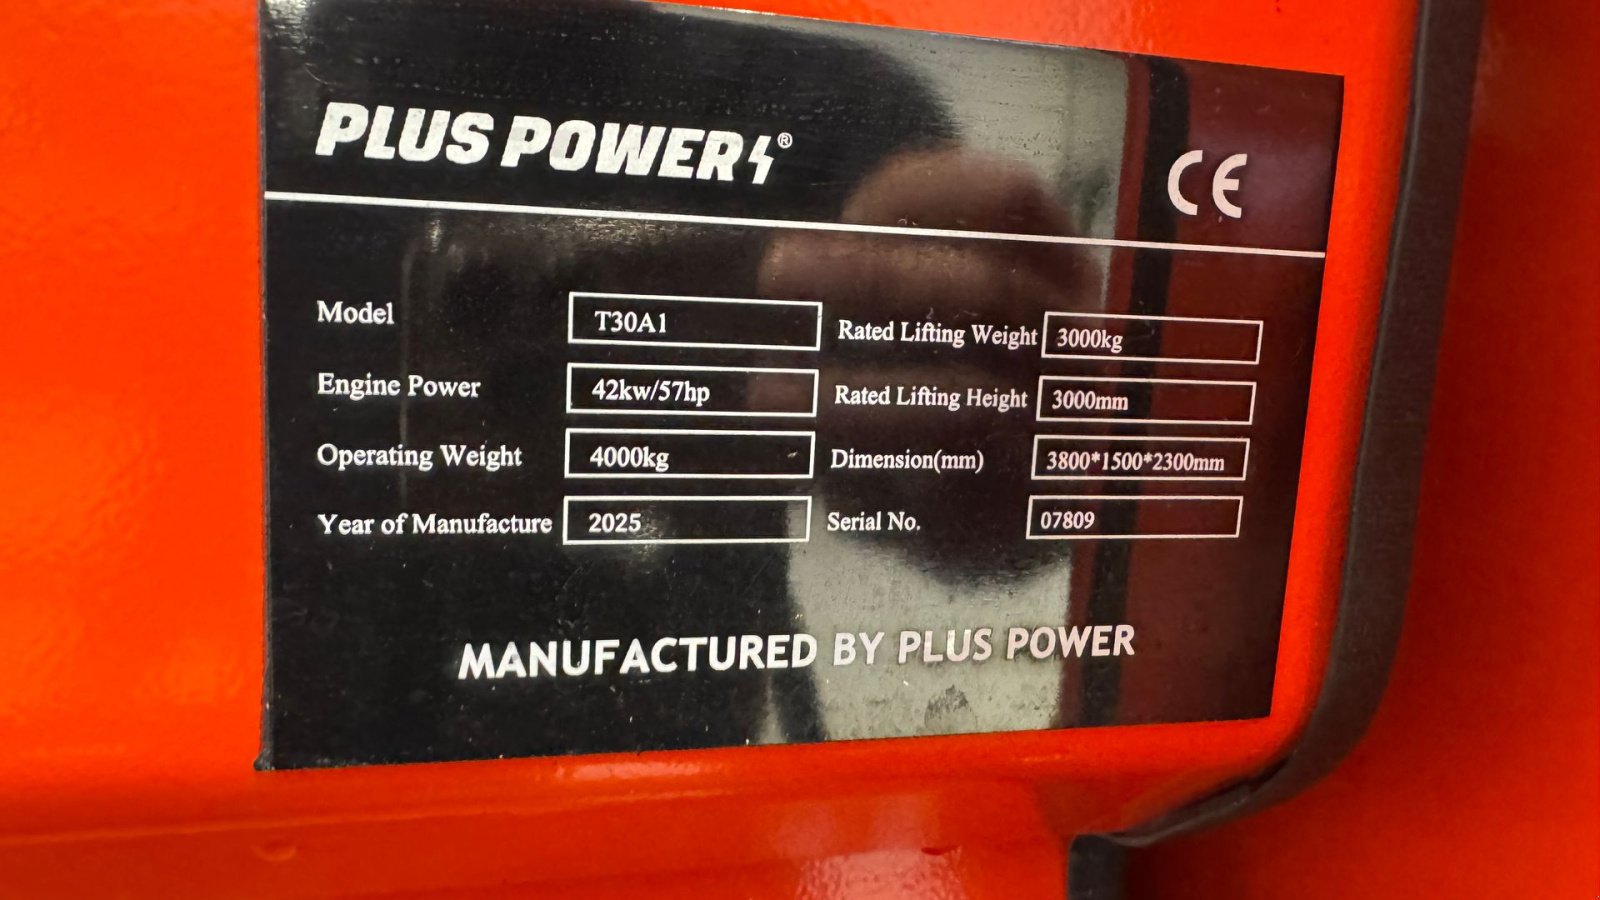 PLUS POWER®
CE
Model T30A1 Rated Lifting Weight 3000kg
Engine Power 42kw/57hp Rated Lifting Height 3000mm
Operating Weight 4000kg Dimension(mm) 3800*1500*2300mm
Year of Manufacture 2025 Serial No. 07809
MANUFACTURED BY PLUS POWER